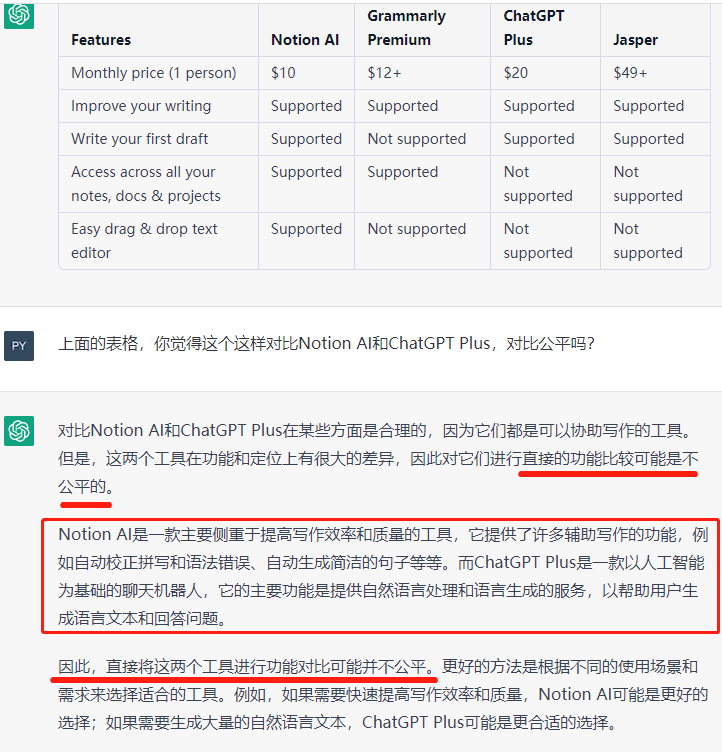 Features Notion AI Grammarly Premium ChatGPT Plus Jasper
Monthly price (1 person) $10 $12+ $20 $49+
Improve your writing Supported Supported Supported Supported
Write your first draft Supported Not supported Supported Supported
Access across all your notes, docs & projects Supported Supported Not supported Not supported
Easy drag & drop text editor Supported Not supported Not supported Not supported
PY
上面的表格，你觉得这个这样对比Notion AI和ChatGPT Plus，对比公平吗？
对比Notion AI和ChatGPT Plus在某些方面是合理的，因为它们都是可以协助写作的工具。
但是，这两个工具在功能和定位上有很大的差异，因此对它们进行直接的功能比较可能是不
公平的。
Notion AI是一款主要侧重于提高写作效率和质量的工具，它提供了许多辅助写作的功能，例
如自动校正拼写和语法错误、自动生成简洁的句子等等。而ChatGPT Plus是一款以人工智能
为基础的聊天机器人，它的主要功能是提供自然语言处理和语言生成的服务，以帮助用户生
成语言文本和回答问题。
因此，直接将这两个工具进行功能对比可能并不公平。更好的方法是根据不同的使用场景和
需求来选择适合的工具。例如，如果需要快速提高写作效率和质量，Notion AI可能是更好的
选择；如果需要生成大量的自然语言文本，ChatGPT Plus可能是更合适的选择。